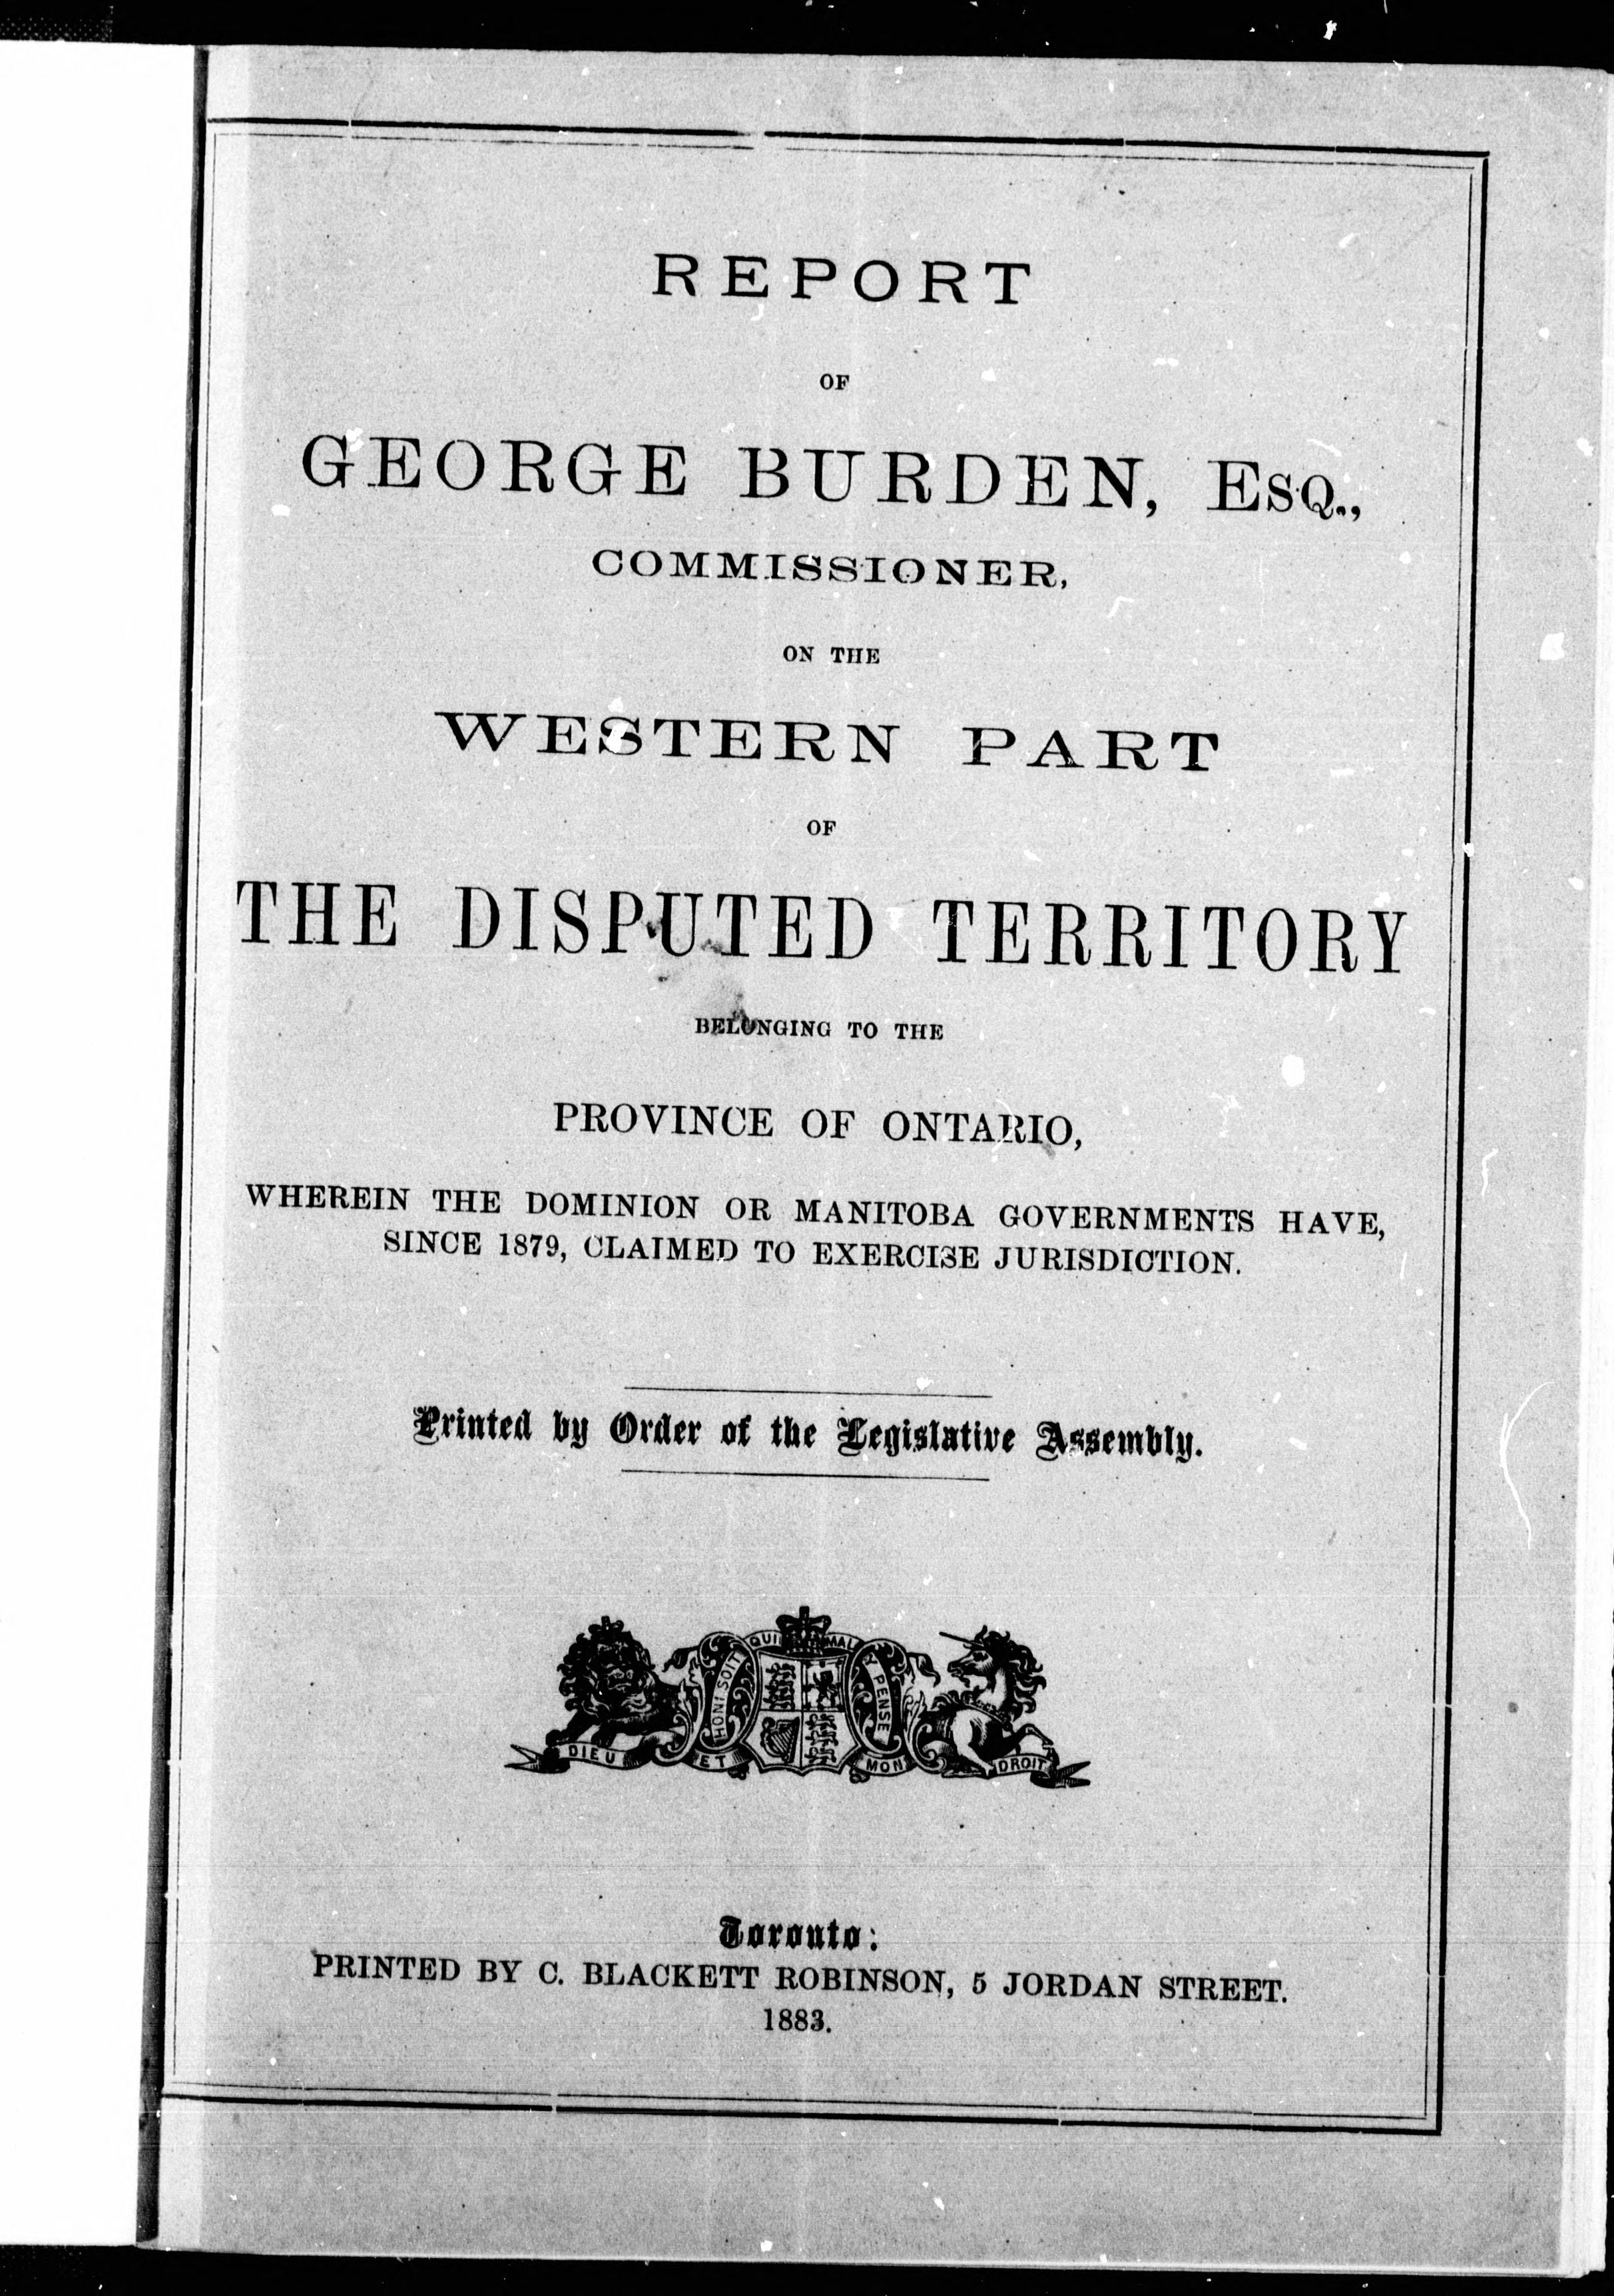 REPORT
OF
GEORGE BURDEN, ESQ.,
COMMISSIONER,
ON THE
WESTERN PART
OF
THE DISPUTED TERRITORY
BELONGING TO THE
PROVINCE OF ONTARIO,
WHEREIN THE DOMINION OR MANITOBA GOVERNMENTS HAVE,
SINCE 1879, CLAIMED TO EXERCISE JURISDICTION.
Printed by Order of the Legislative Assembly.
HONI SOIT QUI MAL Y PENSE
DIEU ET MON DROIT
Toronto:
PRINTED BY C. BLACKETT ROBINSON, 5 JORDAN STREET.
1883.